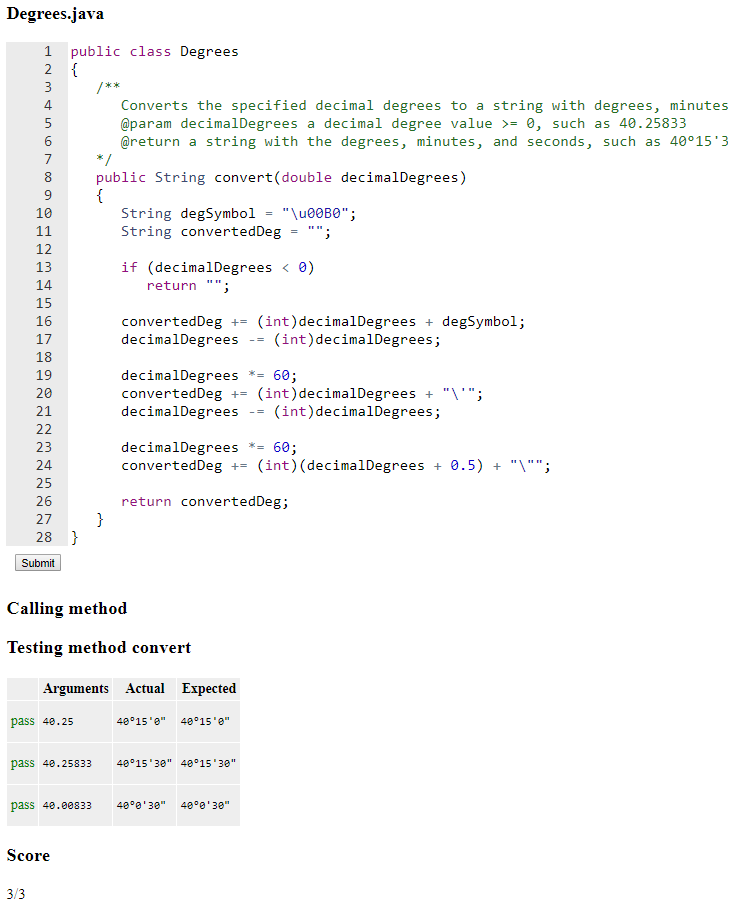 Degrees.java
1 public class Degrees
2 {
3 /**
4 Converts the specified decimal degrees to a string with degrees, minutes
5 @param decimalDegrees a decimal degree value >= 0, such as 40.25833
6 @return a string with the degrees, minutes, and seconds, such as 40°15'3
7 */
8 public String convert(double decimalDegrees)
9 {
10 String degSymbol = "\u00B0";
11 String convertedDeg = "";
12
13 if (decimalDegrees < 0)
14 return "";
15
16 convertedDeg += (int)decimalDegrees + degSymbol;
17 decimalDegrees -= (int)decimalDegrees;
18
19 decimalDegrees *= 60;
20 convertedDeg += (int)decimalDegrees + "\'";
21 decimalDegrees -= (int)decimalDegrees;
22
23 decimalDegrees *= 60;
24 convertedDeg += (int)(decimalDegrees + 0.5) + "\"";
25
26 return convertedDeg;
27 }
28 }
Submit
Calling method
Testing method convert
Arguments Actual Expected
pass 40.25 40°15'0" 40°15'0"
pass 40.25833 40°15'30" 40°15'30"
pass 40.00833 40°0'30" 40°0'30"
Score
3/3